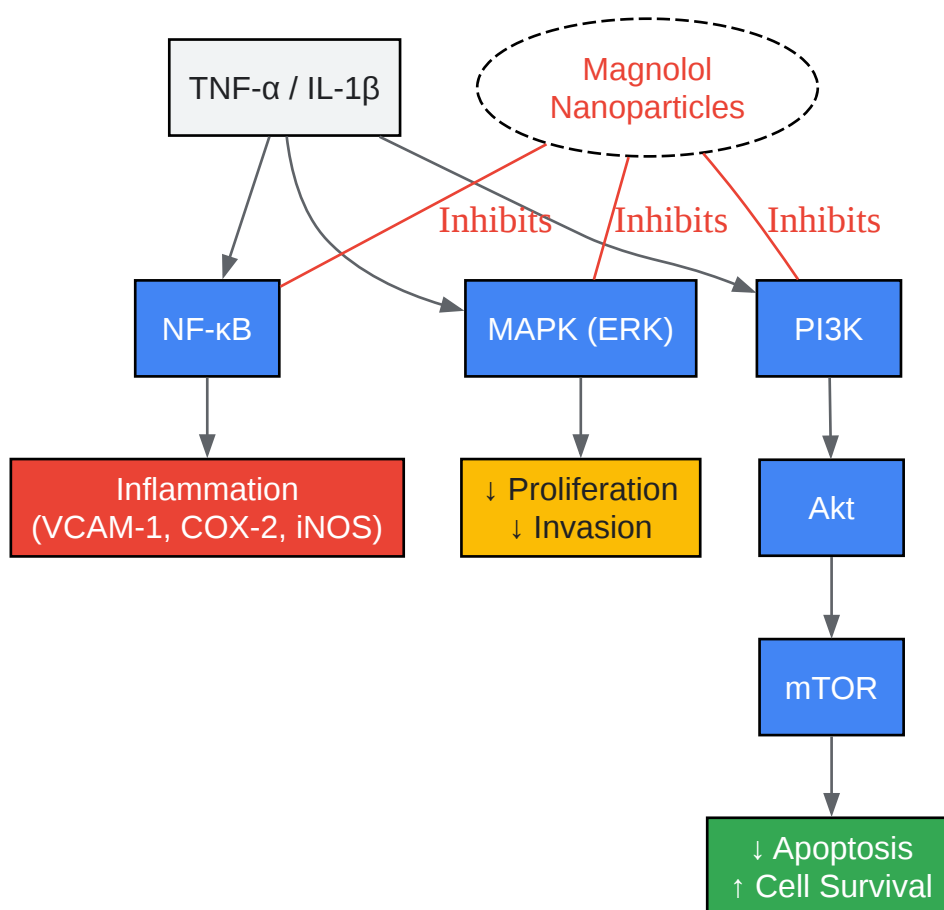 TNF-α / IL-1β
Magnolol
Nanoparticles
Inhibits
Inhibits
Inhibits
NF-κB
MAPK (ERK)
PI3K
Inflammation
(VCAM-1, COX-2, iNOS)
↓ Proliferation
↓ Invasion
Akt
mTOR
↓ Apoptosis
↑ Cell Survival